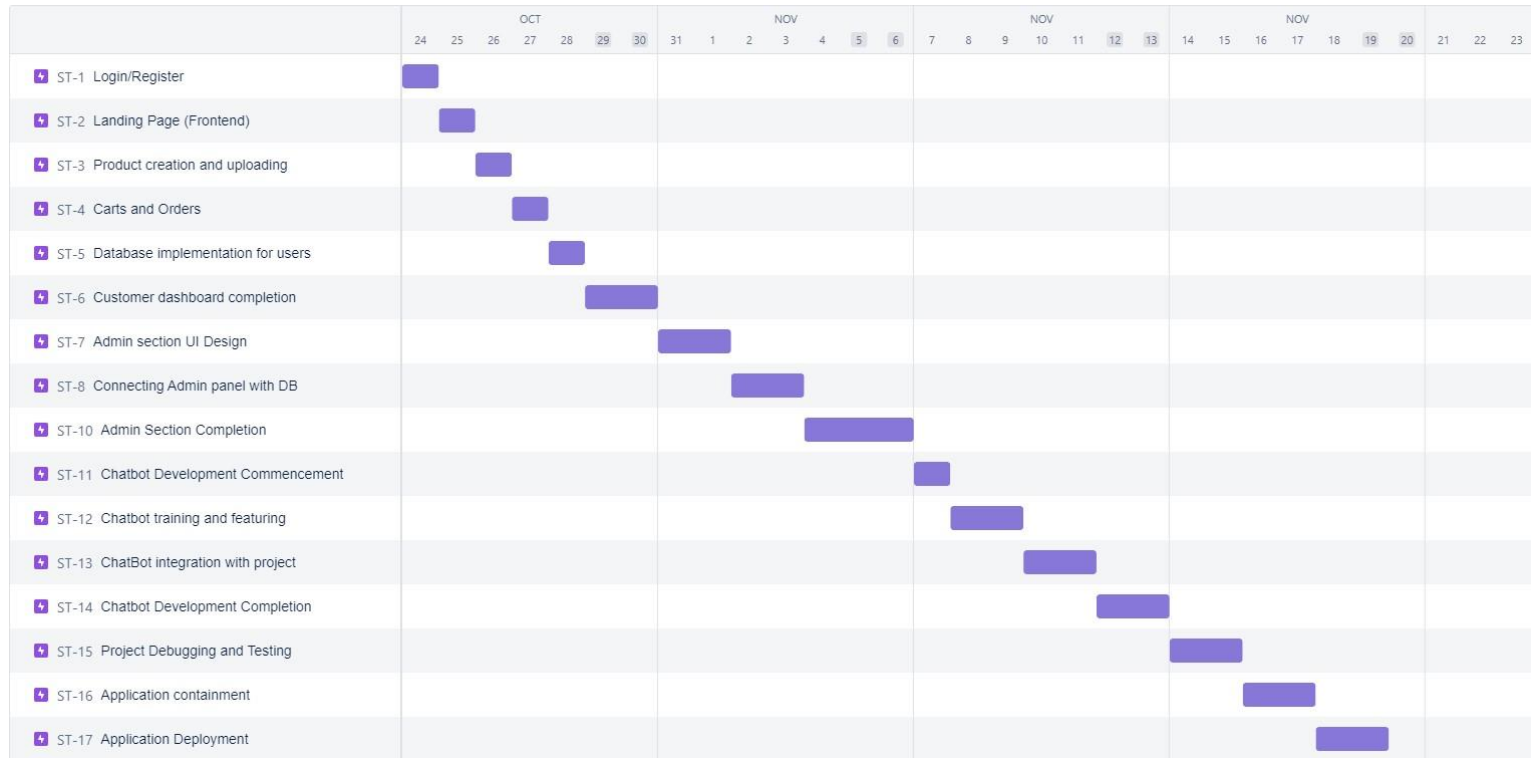 OCT NOV NOV NOV
24 25 26 27 28 29 30 31 1 2 3 4 5 6 7 8 9 10 11 12 13 14 15 16 17 18 19 20 21 22 23
ST-1 Login/Register
ST-2 Landing Page (Frontend)
ST-3 Product creation and uploading
ST-4 Carts and Orders
ST-5 Database implementation for users
ST-6 Customer dashboard completion
ST-7 Admin section UI Design
ST-8 Connecting Admin panel with DB
ST-10 Admin Section Completion
ST-11 Chatbot Development Commencement
ST-12 Chatbot training and featuring
ST-13 ChatBot integration with project
ST-14 Chatbot Development Completion
ST-15 Project Debugging and Testing
ST-16 Application containment
ST-17 Application Deployment